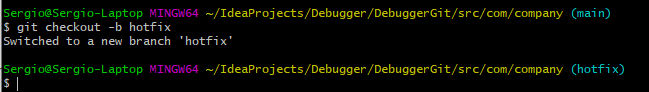 Sergio@Sergio-Laptop MINGW64 ~/IdeaProjects/Debugger/DebuggerGit/src/com/company (main)
$ git checkout -b hotfix
Switched to a new branch 'hotfix'
Sergio@Sergio-Laptop MINGW64 ~/IdeaProjects/Debugger/DebuggerGit/src/com/company (hotfix)
$